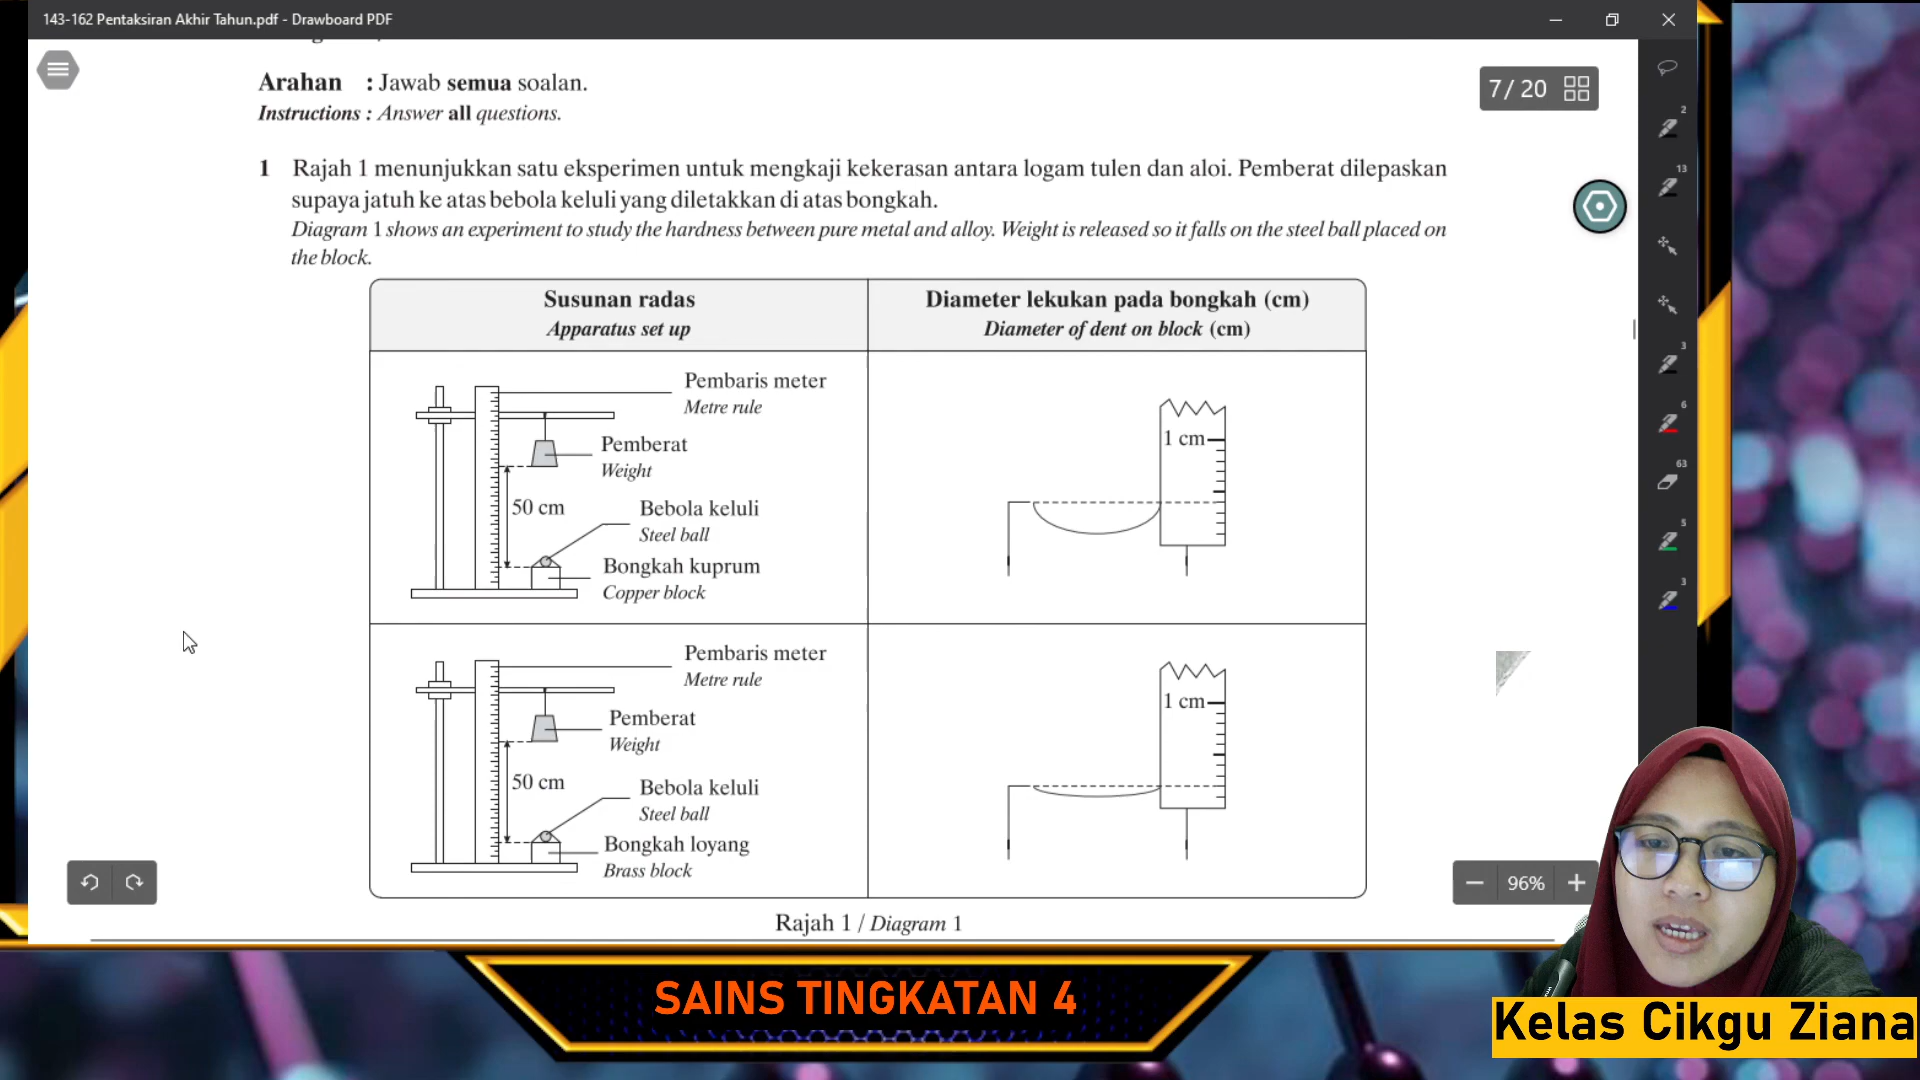 143-162 Pentaksiran Akhir Tahun.pdf - Drawboard PDF
Arahan : Jawab semua soalan.
Instructions : Answer all questions.
7 / 20
1 Rajah 1 menunjukkan satu eksperimen untuk mengkaji kekerasan antara logam tulen dan aloi. Pemberat dilepaskan
supaya jatuh ke atas bebola keluli yang diletakkan di atas bongkah.
Diagram 1 shows an experiment to study the hardness between pure metal and alloy. Weight is released so it falls on the steel ball placed on
the block.
Susunan radas
Apparatus set up
Diameter lekukan pada bongkah (cm)
Diameter of dent on block (cm)
Pembaris meter
Metre rule
Pemberat
Weight
50 cm
Bebola keluli
Steel ball
Bongkah kuprum
Copper block
1 cm
Pembaris meter
Metre rule
Pemberat
Weight
50 cm
Bebola keluli
Steel ball
Bongkah loyang
Brass block
1 cm
Rajah 1 / Diagram 1
2
13
3
6
63
5
3
96%
SAINS TINGKATAN 4
Kelas Cikgu Ziana